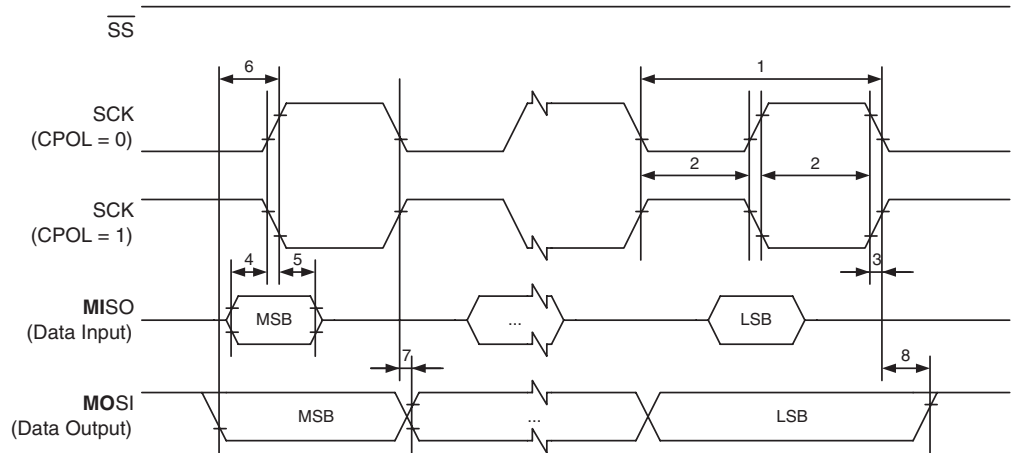 SS
6
1
SCK
(CPOL = 0)
2
2
SCK
(CPOL = 1)
4
5
3
MISO
(Data Input)
MSB
...
LSB
7
8
MOSI
(Data Output)
MSB
...
LSB